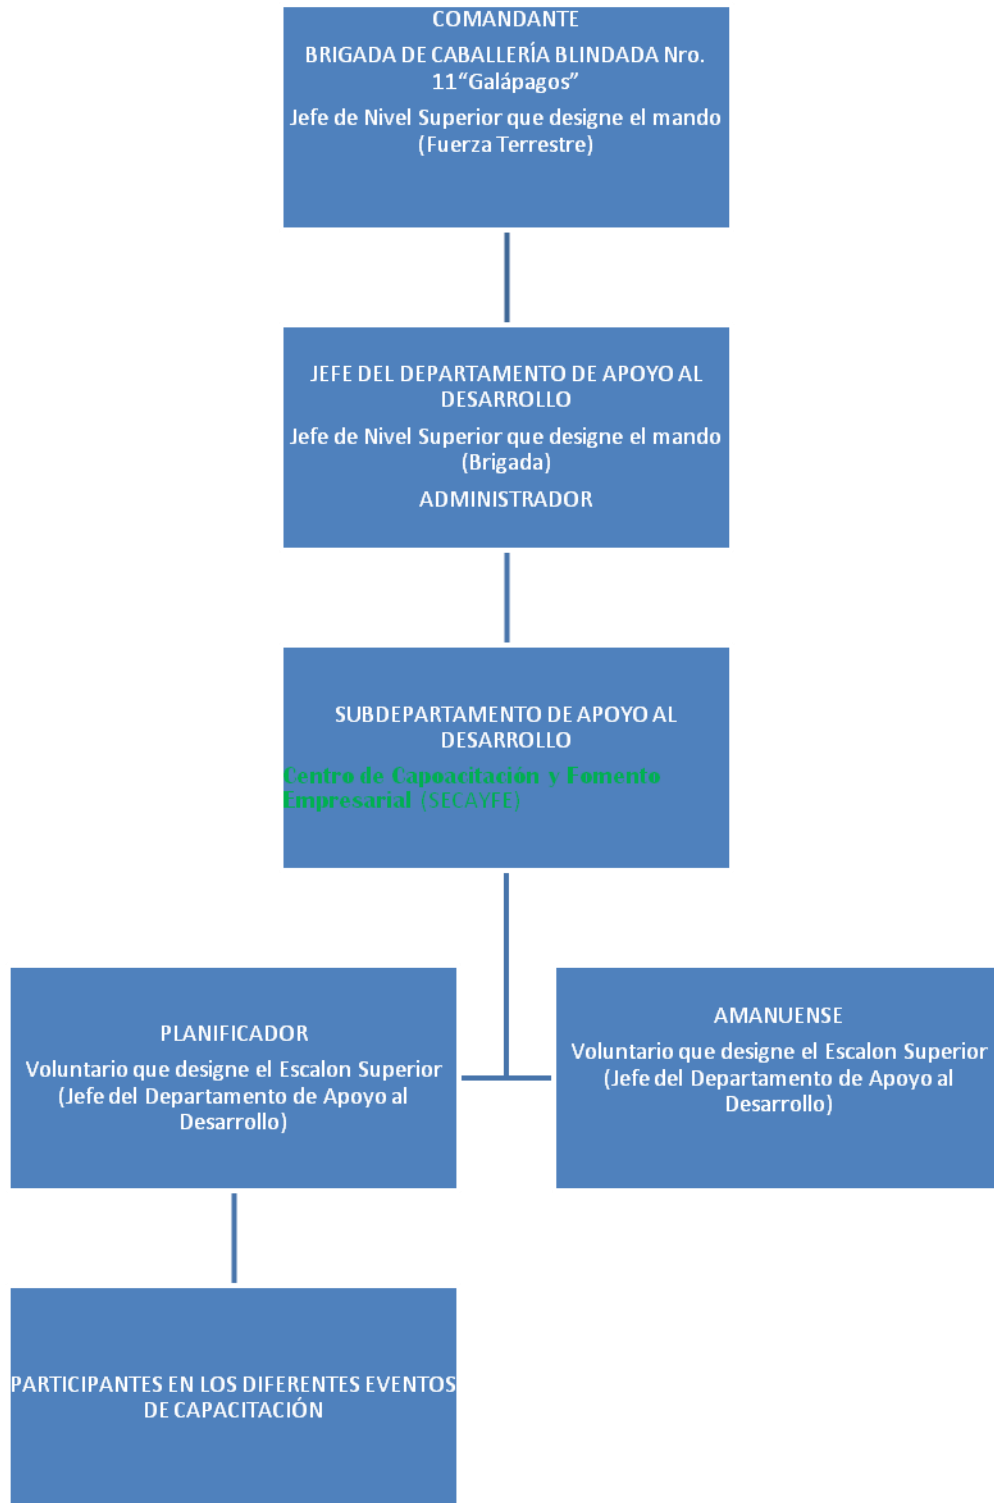 COMANDANTE
BRIGADA DE CABALLERÍA BLINDADA Nro.
11“Galápagos”
Jefe de Nivel Superior que designe el mando
(Fuerza Terrestre)
JEFE DEL DEPARTAMENTO DE APOYO AL
DESARROLLO
Jefe de Nivel Superior que designe el mando
(Brigada)
ADMINISTRADOR
SUBDEPARTAMENTO DE APOYO AL
DESARROLLO
Centro de Capoacitación y Fomento
Empresarial (SECAYFE)
PLANIFICADOR
Voluntario que designe el Escalon Superior
(Jefe del Departamento de Apoyo al
Desarrollo)
AMANUENSE
Voluntario que designe el Escalon Superior
(Jefe del Departamento de Apoyo al
Desarrollo)
PARTICIPANTES EN LOS DIFERENTES EVENTOS
DE CAPACITACIÓN